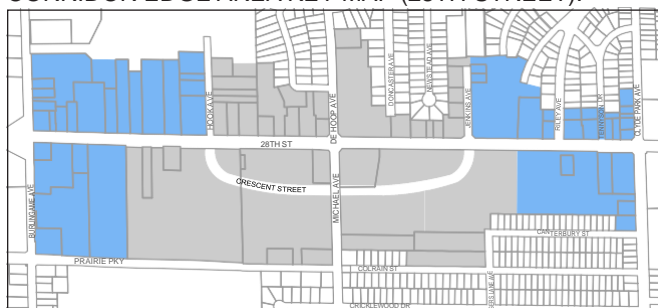 CORRIDOR EDGE
MAP (28TH STREET):
DONCASTER AVE
NEWSTEAD AVE
HOOK AVE
DE HOOP AVE
JENKINS AVE
RILEY AVE
TENNYSON DR
CLYDE PARK AVE
28TH ST
CRESCENT STREET
MICHAEL AVE
BURLINGAME AVE
CANTERBURY ST
PRAIRIE PKY
COLRAIN ST
CRICKLEWOOD DR